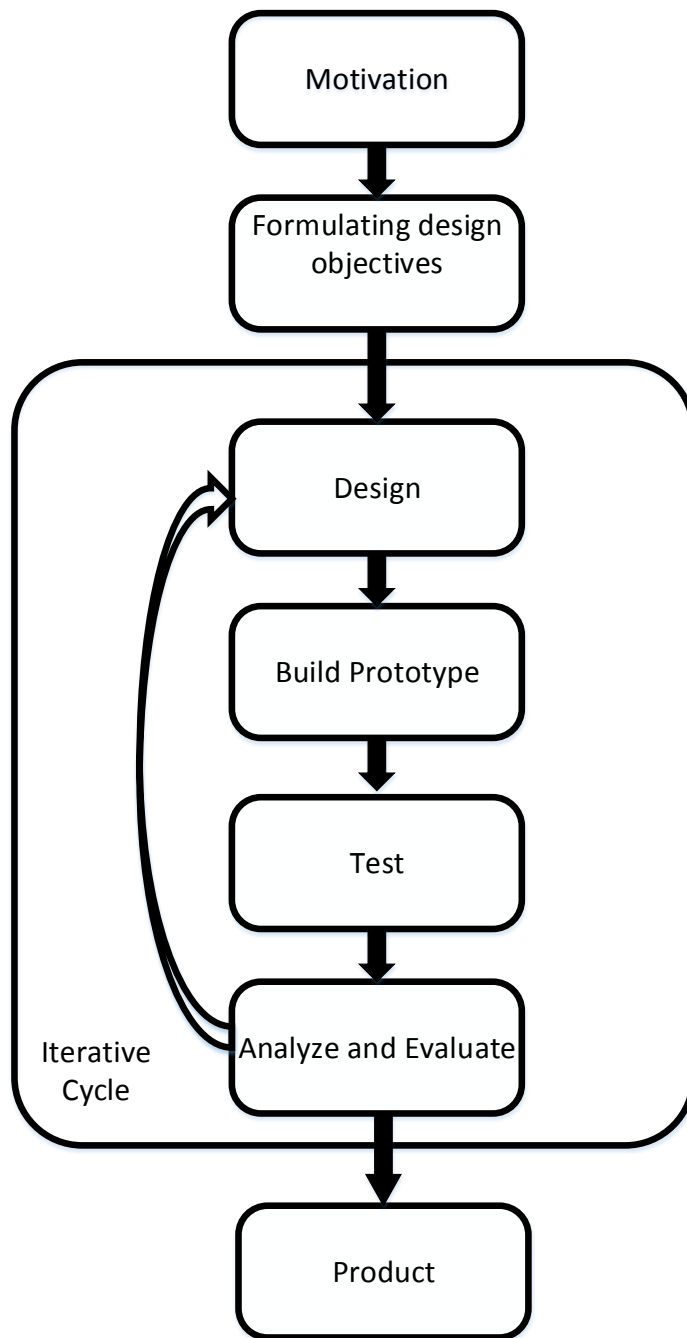 Motivation
Formulating design
objectives
Design
Build Prototype
Test
Analyze and Evaluate
Iterative
Cycle
Product